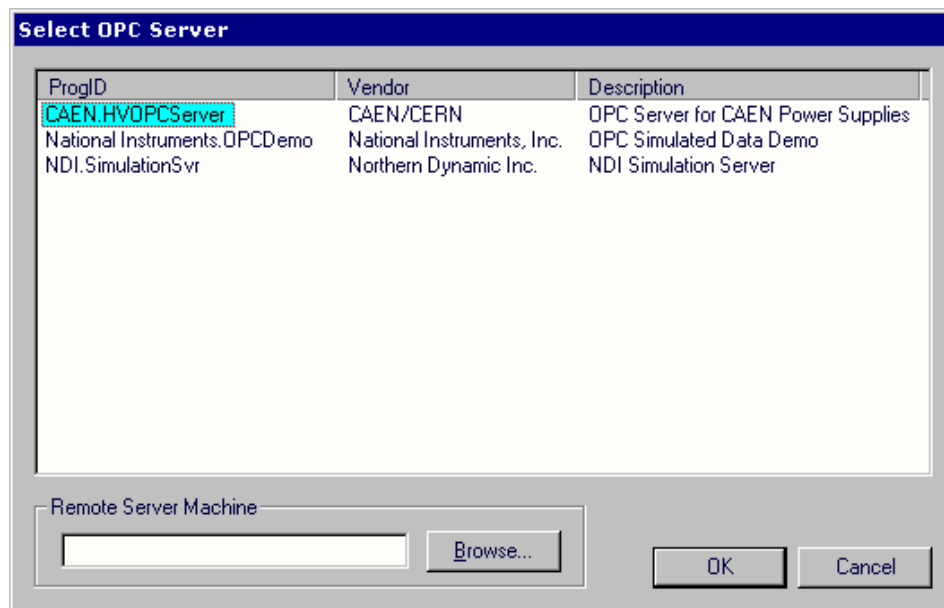 Select OPC Server
ProgID Vendor Description
CAEN.HVOPCServer CAEN/CERN OPC Server for CAEN Power Supplies
National Instruments.OPCDemo National Instruments, Inc. OPC Simulated Data Demo
NDI.SimulationSvr Northern Dynamic Inc. NDI Simulation Server
Remote Server Machine
Browse...
OK Cancel